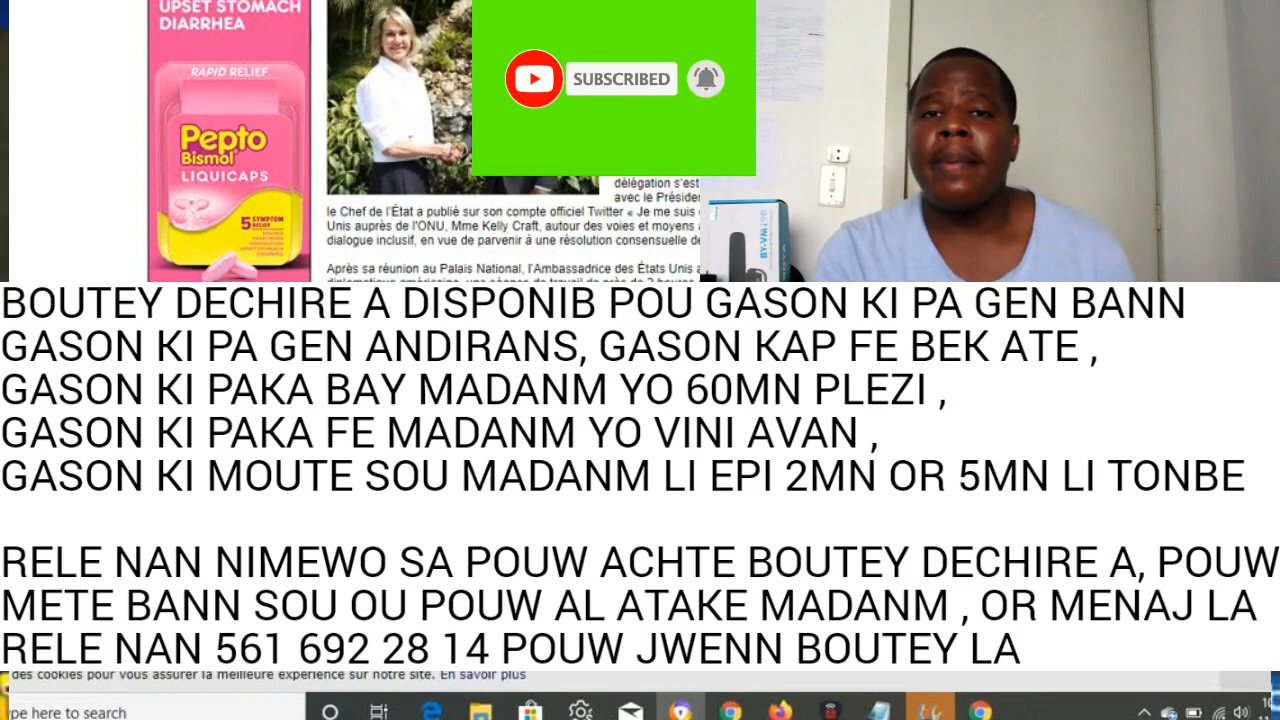 UPSET STOMACH
DIARRHEA
RAPID RELIEF
Pepto
Bismol
LIQUICAPS
5 SYMPTOM
RELIEF
SUBSCRIBED
BY-VM190
délégation s'est
avec le Présiden
le Chef de l'État a publié sur son compte officiel Twitter « Je me suis
Unis auprès de l'ONU, Mme Kelly Craft, autour des voies et moyens
dialogue inclusif, en vue de parvenir à une résolution consensuelle de
Après sa réunion au Palais National, l'Ambassadrice des États Unis a
BOUTEY DECHIRE A DISPONIB POU GASON KI PA GEN BANN
GASON KI PA GEN ANDIRANS, GASON KAP FE BEK ATE ,
GASON KI PAKA BAY MADANM YO 60MN PLEZI ,
GASON KI PAKA FE MADANM YO VINI AVAN ,
GASON KI MOUTE SOU MADANM LI EPI 2MN OR 5MN LI TONBE
RELE NAN NIMEWO SA POUW ACHTE BOUTEY DECHIRE A, POUW
METE BANN SOU OU POUW AL ATAKE MADANM , OR MENAJ LA
RELE NAN 561 692 28 14 POUW JWENN BOUTEY LA
des cookies pour vous assurer la meilleure expérience sur notre site. En savoir plus
pe here to search